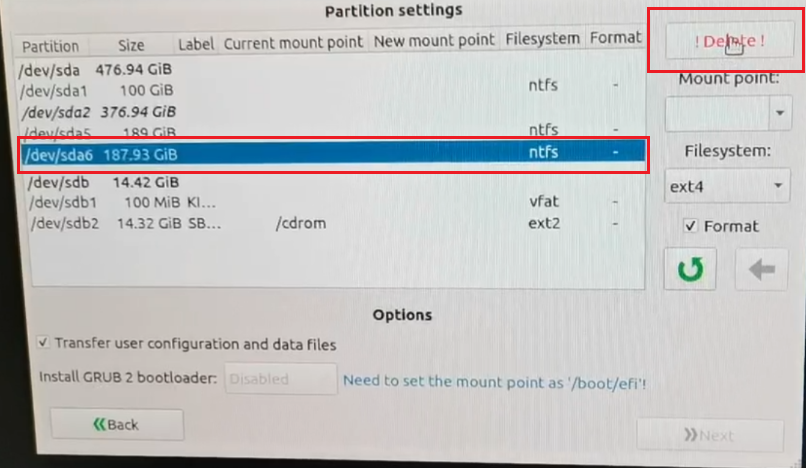 Partition settings
Partition Size Label Current mount point New mount point Filesystem Format
/dev/sda 476.94 GiB
/dev/sda1 100 GiB ntfs -
/dev/sda2 376.94 GiB
/dev/sda5 189 GiB ntfs -
/dev/sda6 187.93 GiB ntfs -
/dev/sdb 14.42 GiB
/dev/sdb1 100 MiB KI... vfat -
/dev/sdb2 14.32 GiB SB... /cdrom ext2 -
! Delete !
Mount point:
Filesystem:
ext4
Format
Options
Transfer user configuration and data files
Install GRUB 2 bootloader: Disabled Need to set the mount point as '/boot/efi'!
Back
Next